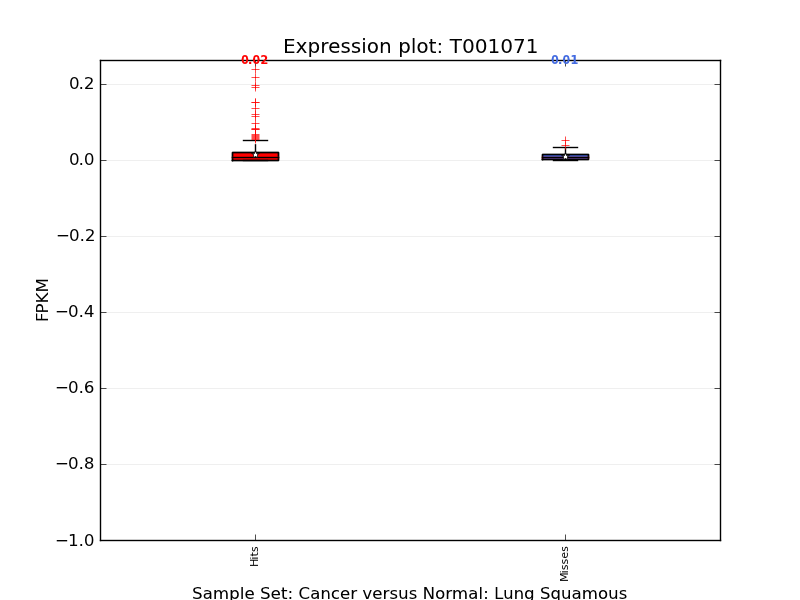 Expression plot: T001071
0.02
0.01
0.2
0.0
−0.2
−0.4
−0.6
−0.8
−1.0
FPKM
Hits
Misses
Sample Set: Cancer versus Normal: Lung Squamous